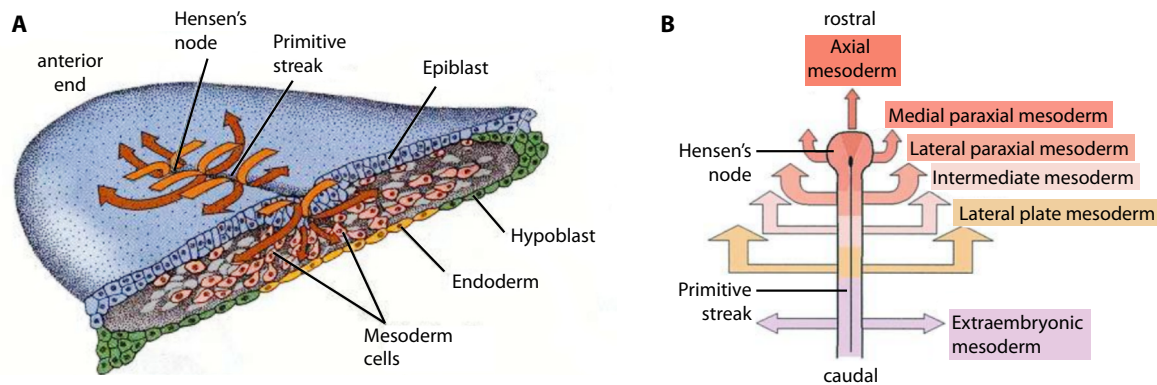 A
Hensen's
node
Primitive
streak
anterior
end
Epiblast
Hypoblast
Endoderm
Mesoderm
cells
B
rostral
Axial
mesoderm
Medial paraxial mesoderm
Hensen's
node
Lateral paraxial mesoderm
Intermediate mesoderm
Lateral plate mesoderm
Primitive
streak
Extraembryonic
mesoderm
caudal